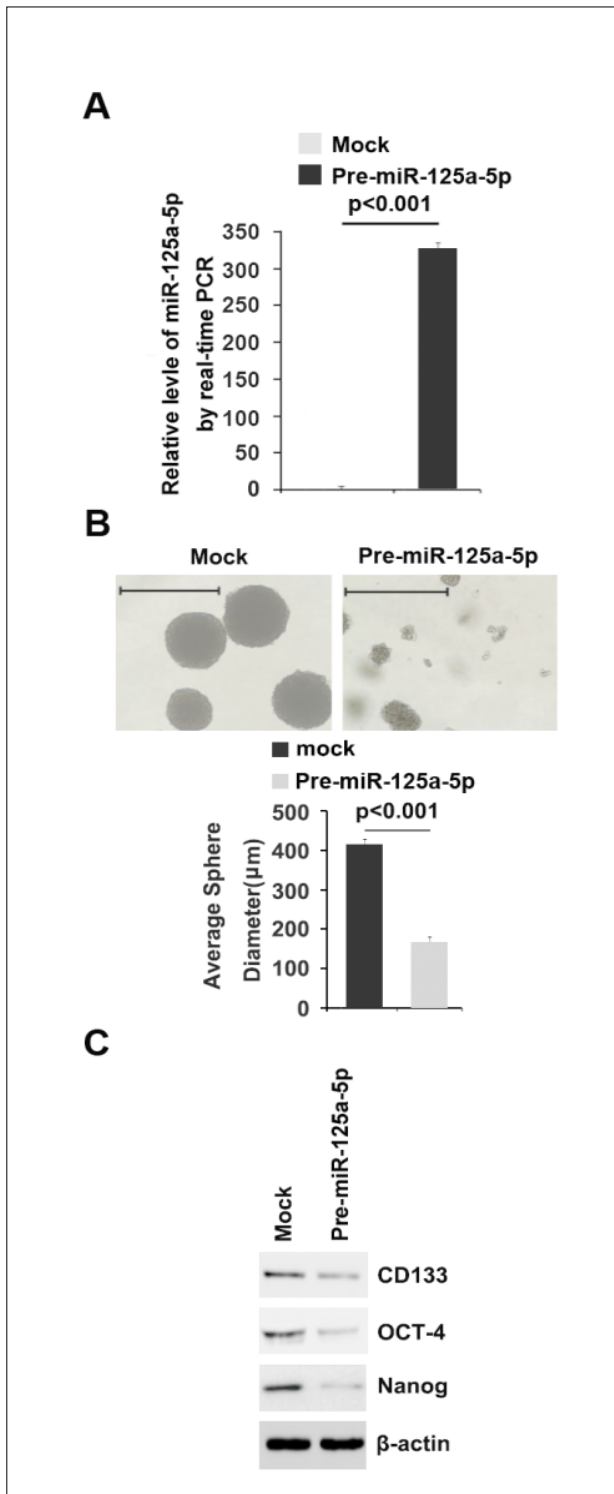 A
Mock
Pre-miR-125a-5p
p<0.001
Relative levle of miR-125a-5p
by real-time PCR
350
300
250
200
150
100
50
0
B
Mock Pre-miR-125a-5p
mock
Pre-miR-125a-5p
p<0.001
Average Sphere
Diameter(μm)
500
400
300
200
100
0
C
Mock
Pre-miR-125a-5p
CD133
OCT-4
Nanog
β-actin